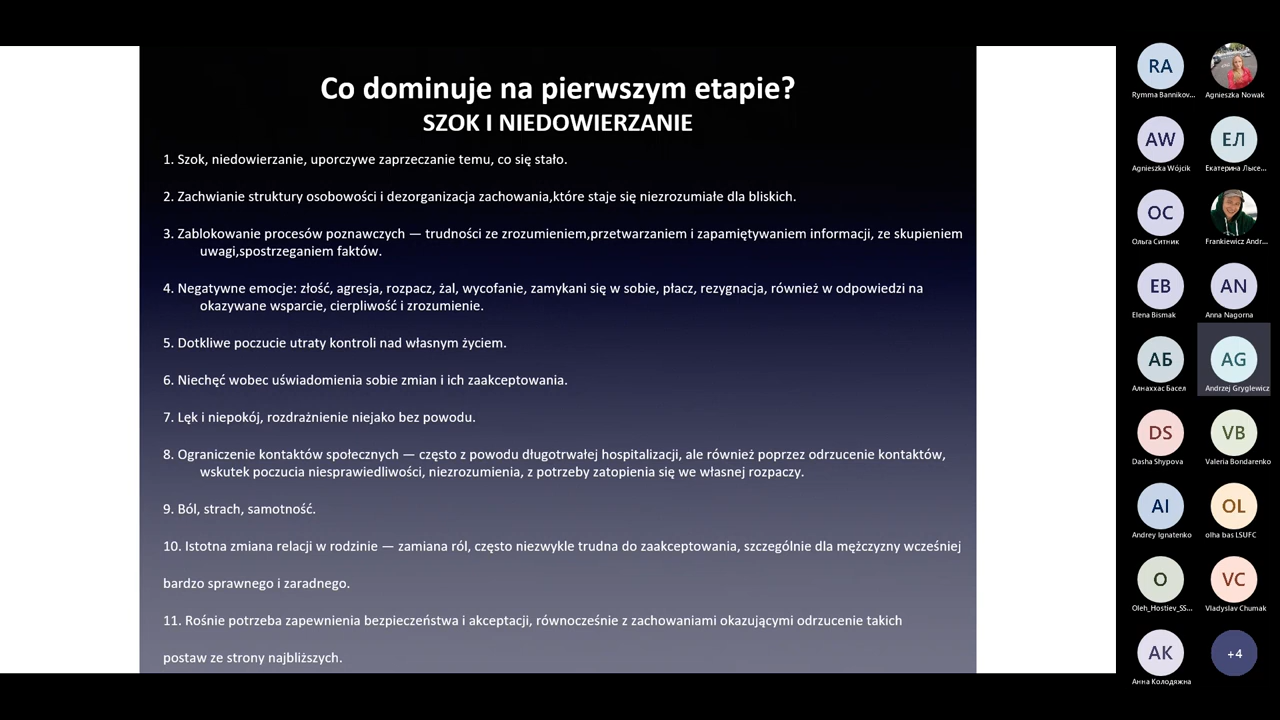 Co dominuje na pierwszym etapie?
SZOK I NIEDOWIERZANIE
1. Szok, niedowierzanie, uporczywe zaprzeczanie temu, co się stało.
2. Zachwianie struktury osobowości i dezorganizacja zachowania,które staje się niezrozumiałe dla bliskich.
3. Zablokowanie procesów poznawczych — trudności ze zrozumieniem,przetwarzaniem i zapamiętywaniem informacji, ze skupieniem
uwagi,spostrzeganiem faktów.
4. Negatywne emocje: złość, agresja, rozpacz, żal, wycofanie, zamykani się w sobie, płacz, rezygnacja, również w odpowiedzi na
okazywane wsparcie, cierpliwość i zrozumienie.
5. Dotkliwe poczucie utraty kontroli nad własnym życiem.
6. Niechęć wobec uświadomienia sobie zmian i ich zaakceptowania.
7. Lęk i niepokój, rozdrażnienie niejako bez powodu.
8. Ograniczenie kontaktów społecznych — często z powodu długotrwałej hospitalizacji, ale również poprzez odrzucenie kontaktów,
wskutek poczucia niesprawiedliwości, niezrozumienia, z potrzeby zatopienia się we własnej rozpaczy.
9. Ból, strach, samotność.
10. Istotna zmiana relacji w rodzinie — zamiana ról, często niezwykle trudna do zaakceptowania, szczególnie dla mężczyzny wcześniej
bardzo sprawnego i zaradnego.
11. Rośnie potrzeba zapewnienia bezpieczeństwa i akceptacji, równocześnie z zachowaniami okazującymi odrzucenie takich
postaw ze strony najbliższych.
RA
Rymma Bannikov...
Agnieszka Nowak
AW
Agnieszka Wójcik
ЕЛ
Екатерина Лысе...
ОС
Ольга Ситник
Frankiewicz Andr...
EB
Elena Bismak
AN
Anna Nagorna
АБ
Алнаххас Басел
AG
Andrzej Gryglewicz
DS
Dasha Shypova
VB
Valeria Bondarenko
AI
Andrey Ignatenko
OL
olha bas LSUFC
O
Oleh_Hostiev_SS...
VC
Vladyslav Chumak
АК
Анна Колодяжна
+4